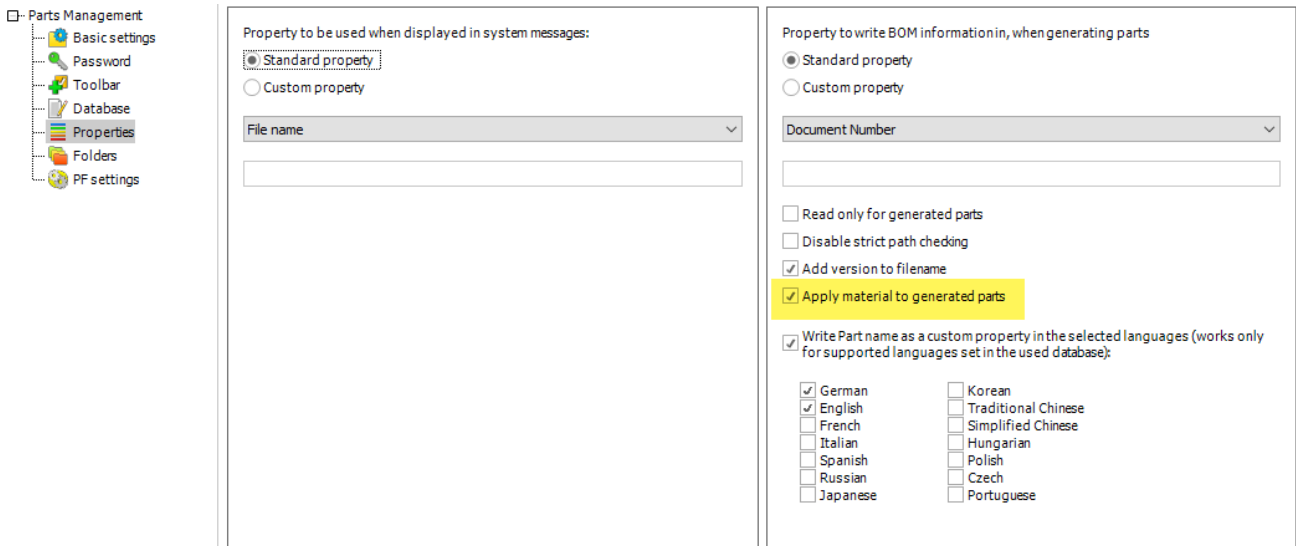 Parts Management
Basic settings
Password
Toolbar
Database
Properties
Folders
PF settings
Property to be used when displayed in system messages:
Standard property
Custom property
File name
Property to write BOM information in, when generating parts
Standard property
Custom property
Document Number
Read only for generated parts
Disable strict path checking
Add version to filename
Apply material to generated parts
Write Part name as a custom property in the selected languages (works only
for supported languages set in the used database):
German
English
French
Italian
Spanish
Russian
Japanese
Korean
Traditional Chinese
Simplified Chinese
Hungarian
Polish
Czech
Portuguese